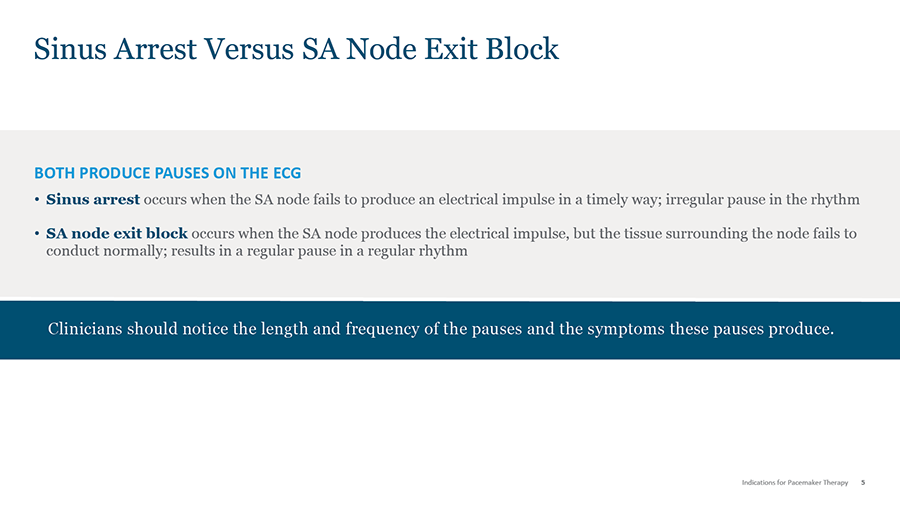 Sinus Arrest Versus SA Node Exit Block
BOTH PRODUCE PAUSES ON THE ECG
• Sinus arrest occurs when the SA node fails to produce an electrical impulse in a timely way; irregular pause in the rhythm
• SA node exit block occurs when the SA node produces the electrical impulse, but the tissue surrounding the node fails to
conduct normally; results in a regular pause in a regular rhythm
Clinicians should notice the length and frequency of the pauses and the symptoms these pauses produce.
Indications for Pacemaker Therapy 5